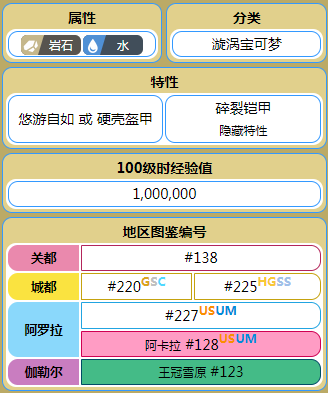 属性 分类
岩石 水 漩涡宝可梦
特性
悠游自如 或 硬壳盔甲 碎裂铠甲
隐藏特性
100级时经验值
1,000,000
地区图鉴编号
关都 #138
城都 #220GSC #225HGSS
阿罗拉 #227USUM
阿卡拉 #128USUM
伽勒尔 王冠雪原 #123